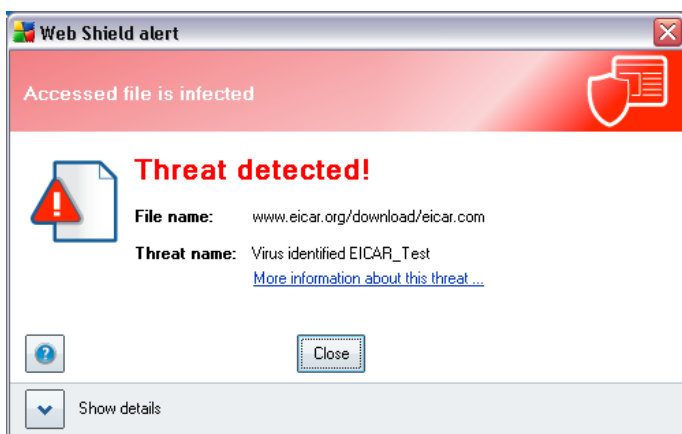 Web Shield alert
Accessed file is infected
Threat detected!
File name: www.eicar.org/download/eicar.com
Threat name: Virus identified EICAR_Test
More information about this threat ...
Close
Show details